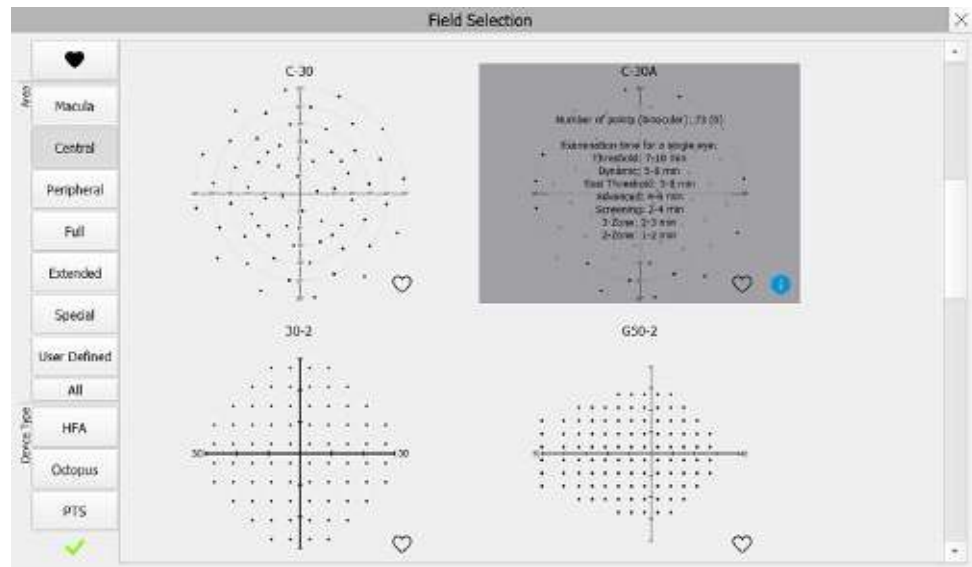 Field Selection
Area
Macula
Central
Peripheral
Full
Extended
Special
User Defined
All
Device Type
HFA
Octopus
PTS
C-30
C-30A
Number of points (binocular): 73 (0)
Examination time for a single eye:
Threshold: 7-10 min
Dynamic: 5-8 min
Fast Threshold: 5-8 min
Advanced: 4-6 min
Screening: 2-4 min
3-Zone: 2-3 min
2-Zone: 1-2 min
30-2
30
30
G50-2